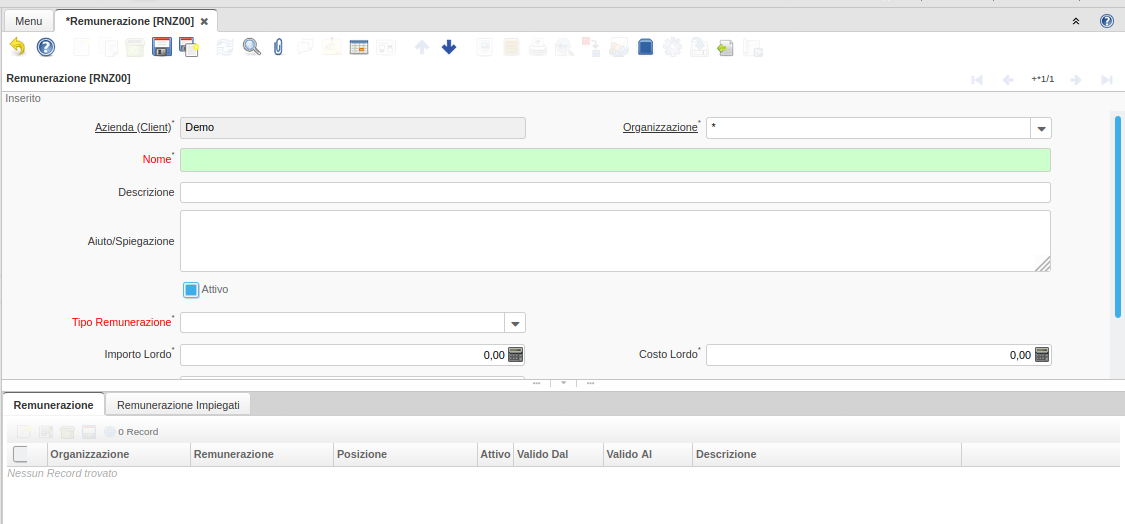 Menu *Remunerazione [RNZ00]
Remunerazione [RNZ00] +*1/1
Inserito
Azienda (Client)* Demo Organizzazione* *
Nome*
Descrizione
Aiuto/Spiegazione
Attivo
Tipo Remunerazione*
Importo Lordo* 0,00 Costo Lordo* 0,00
Remunerazione Remunerazione Impiegati
0 Record
Organizzazione Remunerazione Posizione Attivo Valido Dal Valido Al Descrizione
Nessun Record trovato